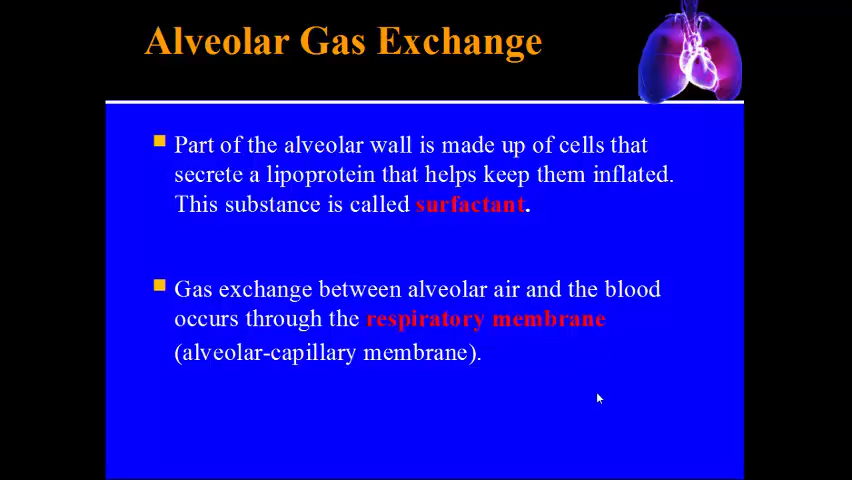 Alveolar Gas Exchange
Part of the alveolar wall is made up of cells that
secrete a lipoprotein that helps keep them inflated.
This substance is called surfactant.
Gas exchange between alveolar air and the blood
occurs through the respiratory membrane
(alveolar-capillary membrane).